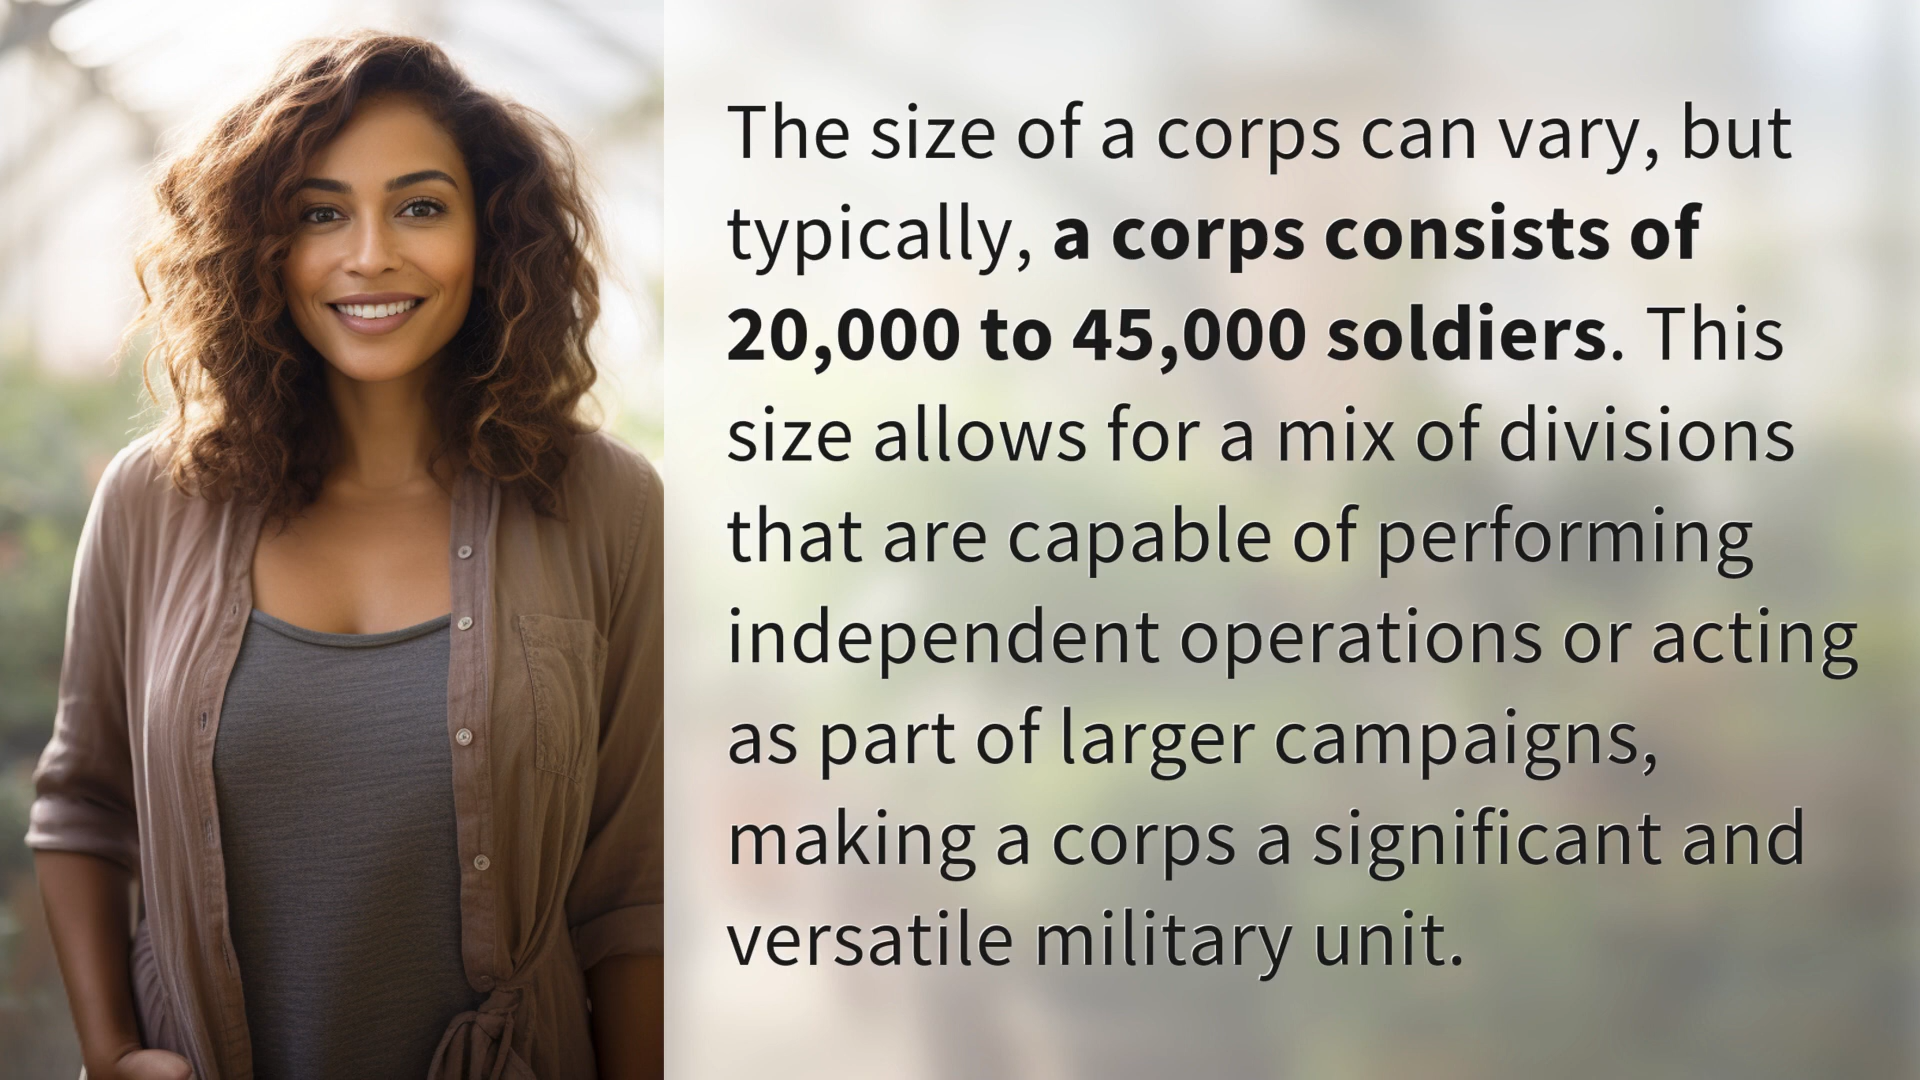 The size of a corps can vary, but
typically, a corps consists of
20,000 to 45,000 soldiers. This
size allows for a mix of divisions
that are capable of performing
independent operations or acting
as part of larger campaigns,
making a corps a significant and
versatile military unit.